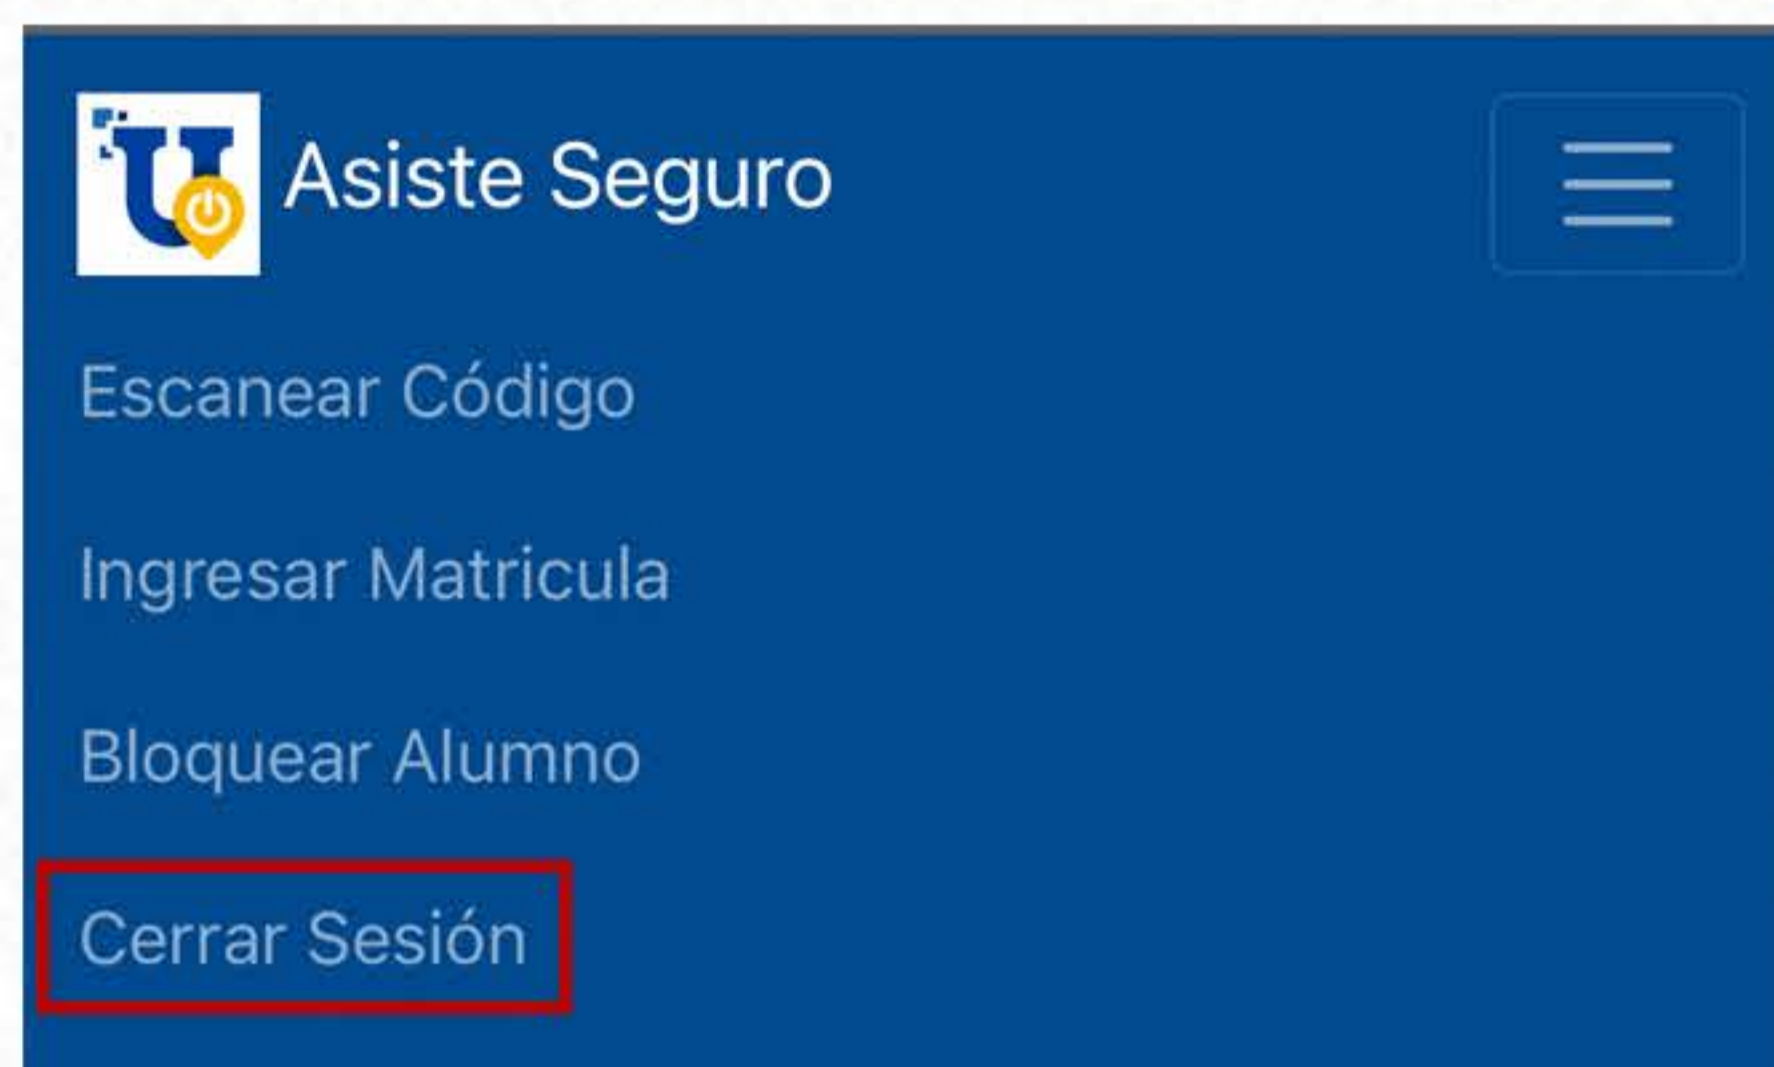 U Asiste Seguro
Escanear Código
Ingresar Matricula
Bloquear Alumno
Cerrar Sesión